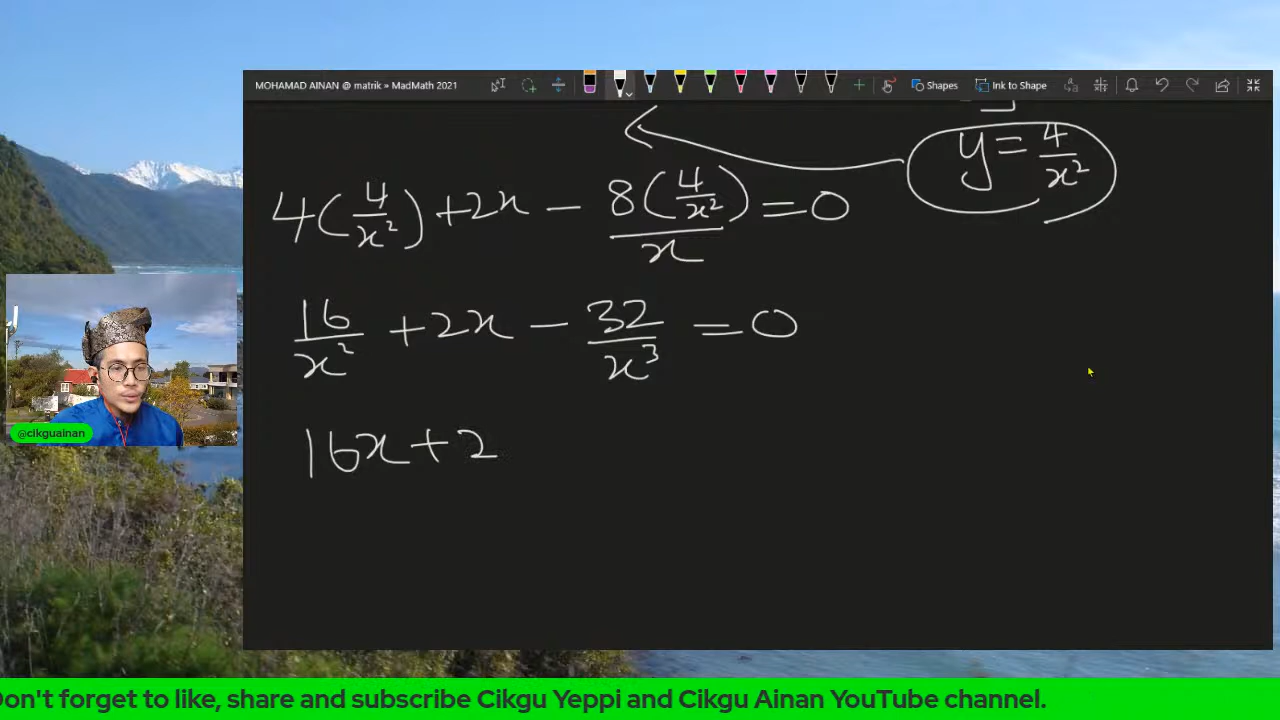 MOHAMAD AINAN @ matrik » MadMath 2021
Shapes
Ink to Shape
y = 4/x²
4(4/x²) + 2x − 8(4/x²)/x = 0
16/x² + 2x − 32/x³ = 0
16x + 2
@cikguainan
Don't forget to like, share and subscribe Cikgu Yeppi and Cikgu Ainan YouTube channel.